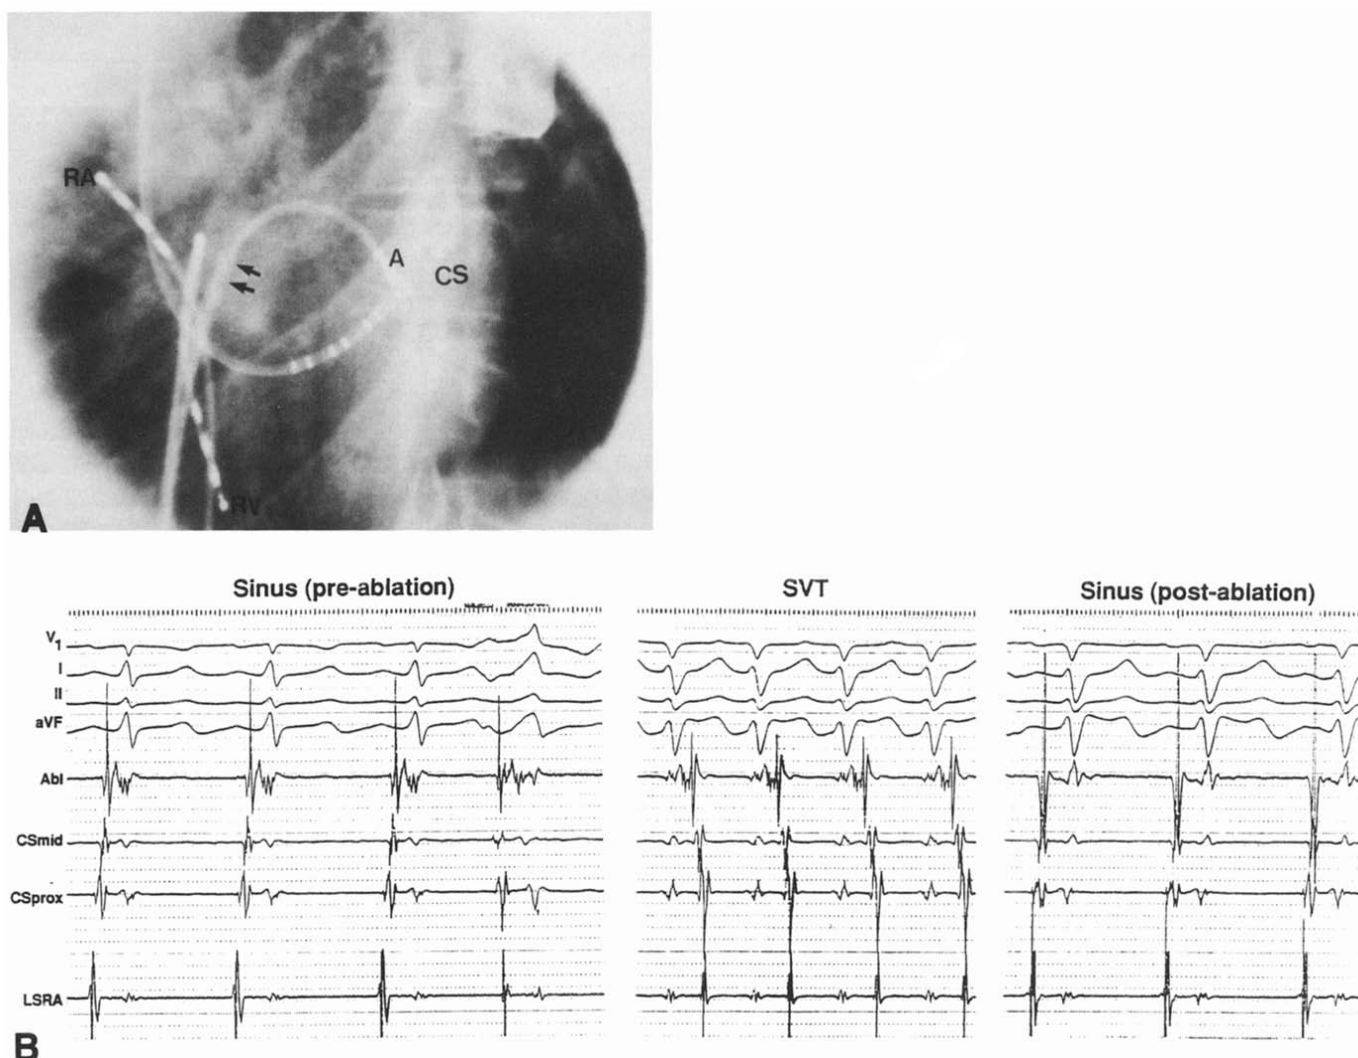 RA
A
CS
RV
A
Sinus (pre-ablation)
SVT
Sinus (post-ablation)
V1
I
II
aVF
Abl
CSmid
CSprox
LSRA
B